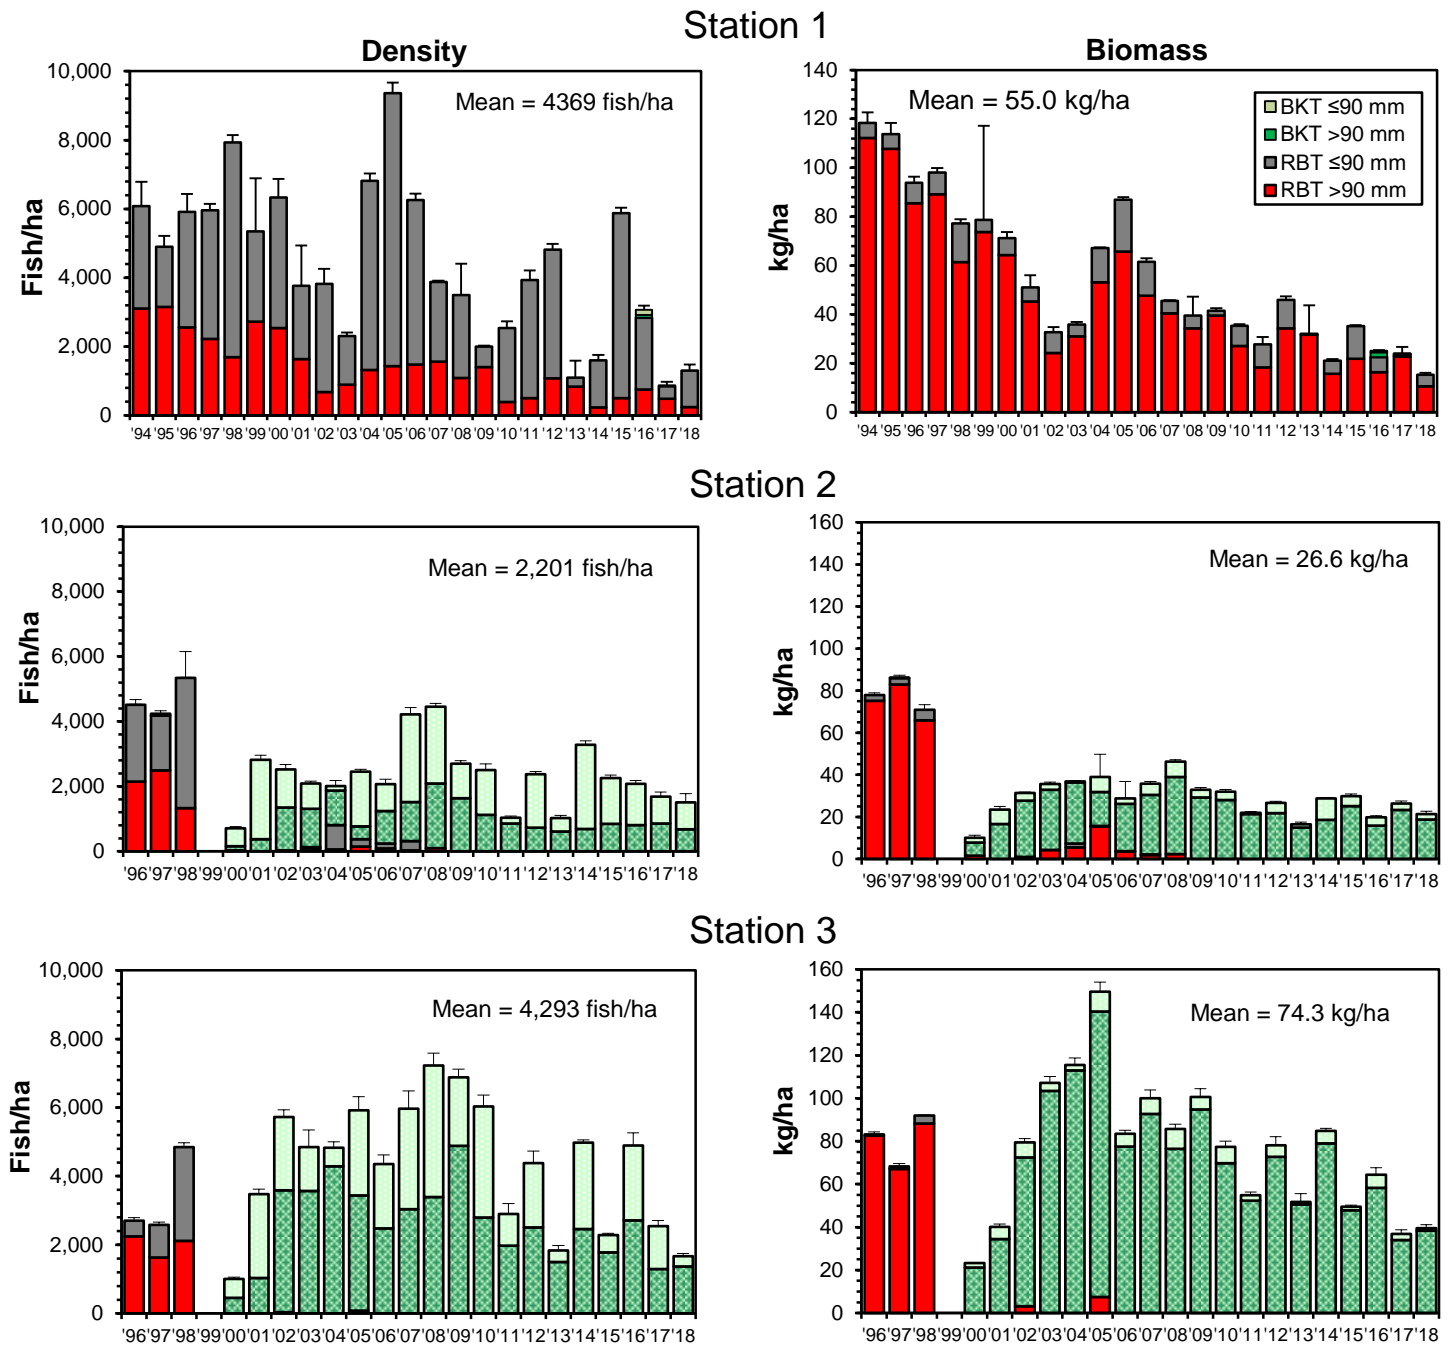 Station 1
Density
Biomass
10,000
8,000
6,000
4,000
2,000
0
Fish/ha
Mean = 4369 fish/ha
'94 '95 '96 '97 '98 '99 '00 '01 '02 '03 '04 '05 '06 '07 '08 '09 '10 '11 '12 '13 '14 '15 '16 '17 '18
140
120
100
80
60
40
20
0
kg/ha
Mean = 55.0 kg/ha
BKT ≤90 mm
BKT >90 mm
RBT ≤90 mm
RBT >90 mm
'94 '95 '96 '97 '98 '99 '00 '01 '02 '03 '04 '05 '06 '07 '08 '09 '10 '11 '12 '13 '14 '15 '16 '17 '18
Station 2
10,000
8,000
6,000
4,000
2,000
0
Fish/ha
Mean = 2,201 fish/ha
'96 '97 '98 '99 '00 '01 '02 '03 '04 '05 '06 '07 '08 '09 '10 '11 '12 '13 '14 '15 '16 '17 '18
160
140
120
100
80
60
40
20
0
kg/ha
Mean = 26.6 kg/ha
'96 '97 '98 '99 '00 '01 '02 '03 '04 '05 '06 '07 '08 '09 '10 '11 '12 '13 '14 '15 '16 '17 '18
Station 3
10,000
8,000
6,000
4,000
2,000
0
Fish/ha
Mean = 4,293 fish/ha
'96 '97 '98 '99 '00 '01 '02 '03 '04 '05 '06 '07 '08 '09 '10 '11 '12 '13 '14 '15 '16 '17 '18
160
140
120
100
80
60
40
20
0
kg/ha
Mean = 74.3 kg/ha
'96 '97 '98 '99 '00 '01 '02 '03 '04 '05 '06 '07 '08 '09 '10 '11 '12 '13 '14 '15 '16 '17 '18